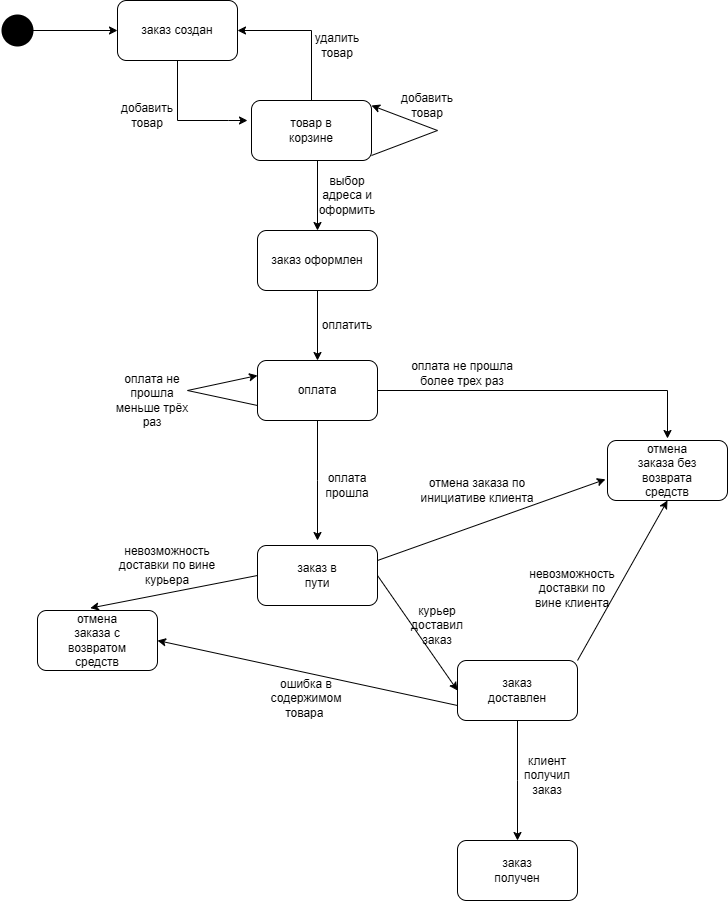 заказ создан
удалить
товар
добавить
товар
товар в
корзине
добавить
товар
выбор
адреса и
оформить
заказ оформлен
оплатить
оплата не
прошла
меньше трёх
раз
оплата
оплата не прошла
более трех раз
оплата
прошла
отмена заказа по
инициативе клиента
отмена
заказа без
возврата
средств
невозможность
доставки по вине
курьера
заказ в
пути
невозможность
доставки по
вине клиента
курьер
доставил
заказ
отмена
заказа с
возвратом
средств
ошибка в
содержимом
товара
заказ
доставлен
клиент
получил
заказ
заказ
получен